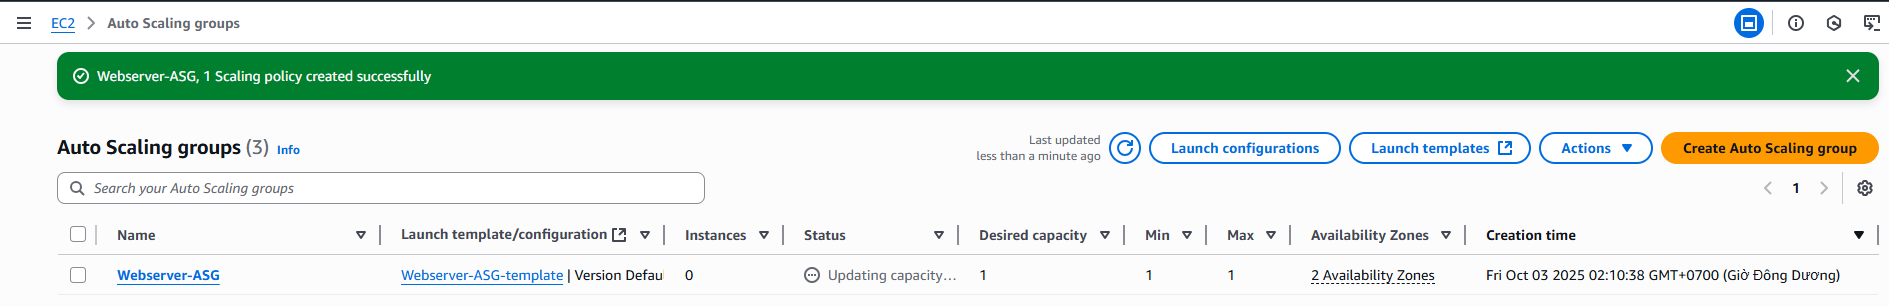 EC2 > Auto Scaling groups
Webserver-ASG, 1 Scaling policy created successfully
Auto Scaling groups (3) Info
Last updated
less than a minute ago
Launch configurations
Launch templates
Actions
Create Auto Scaling group
Search your Auto Scaling groups
1
Name Launch template/configuration Instances Status Desired capacity Min Max Availability Zones Creation time
Webserver-ASG Webserver-ASG-template | Version Defau 0 Updating capacity... 1 1 1 2 Availability Zones Fri Oct 03 2025 02:10:38 GMT+0700 (Giờ Đông Dương)